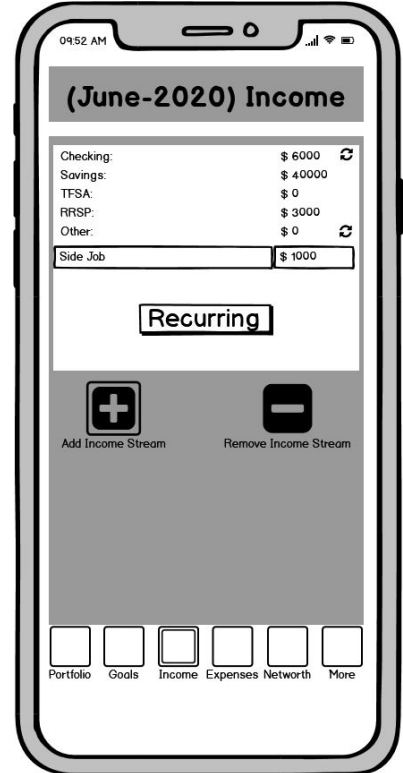 09:52 AM
(June-2020) Income
Checking: $ 6000
Savings: $ 40000
TFSA: $ 0
RRSP: $ 3000
Other: $ 0
Side Job $ 1000
Recurring
Add Income Stream Remove Income Stream
Portfolio Goals Income Expenses Networth More